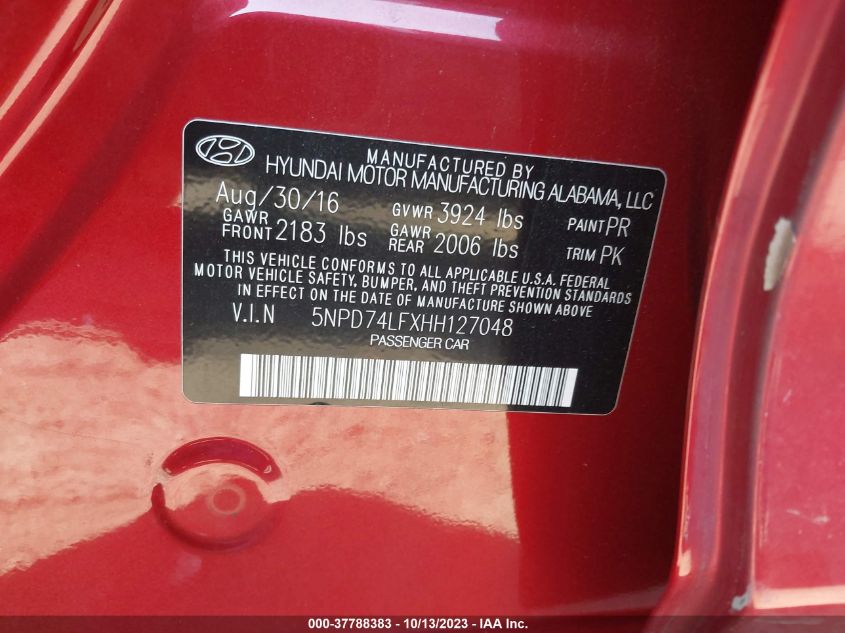 MANUFACTURED BY
HYUNDAI MOTOR MANUFACTURING ALABAMA, LLC
Aug/30/16 GVWR 3924 lbs PAINT PR
GAWR FRONT 2183 lbs GAWR REAR 2006 lbs TRIM PK
THIS VEHICLE CONFORMS TO ALL APPLICABLE U.S.A. FEDERAL
MOTOR VEHICLE SAFETY, BUMPER, AND THEFT PREVENTION STANDARDS
IN EFFECT ON THE DATE OF MANUFACTURE SHOWN ABOVE.
V.I.N 5NPD74LFXHH127048
PASSENGER CAR
000-37788383 - 10/13/2023 - IAA Inc.